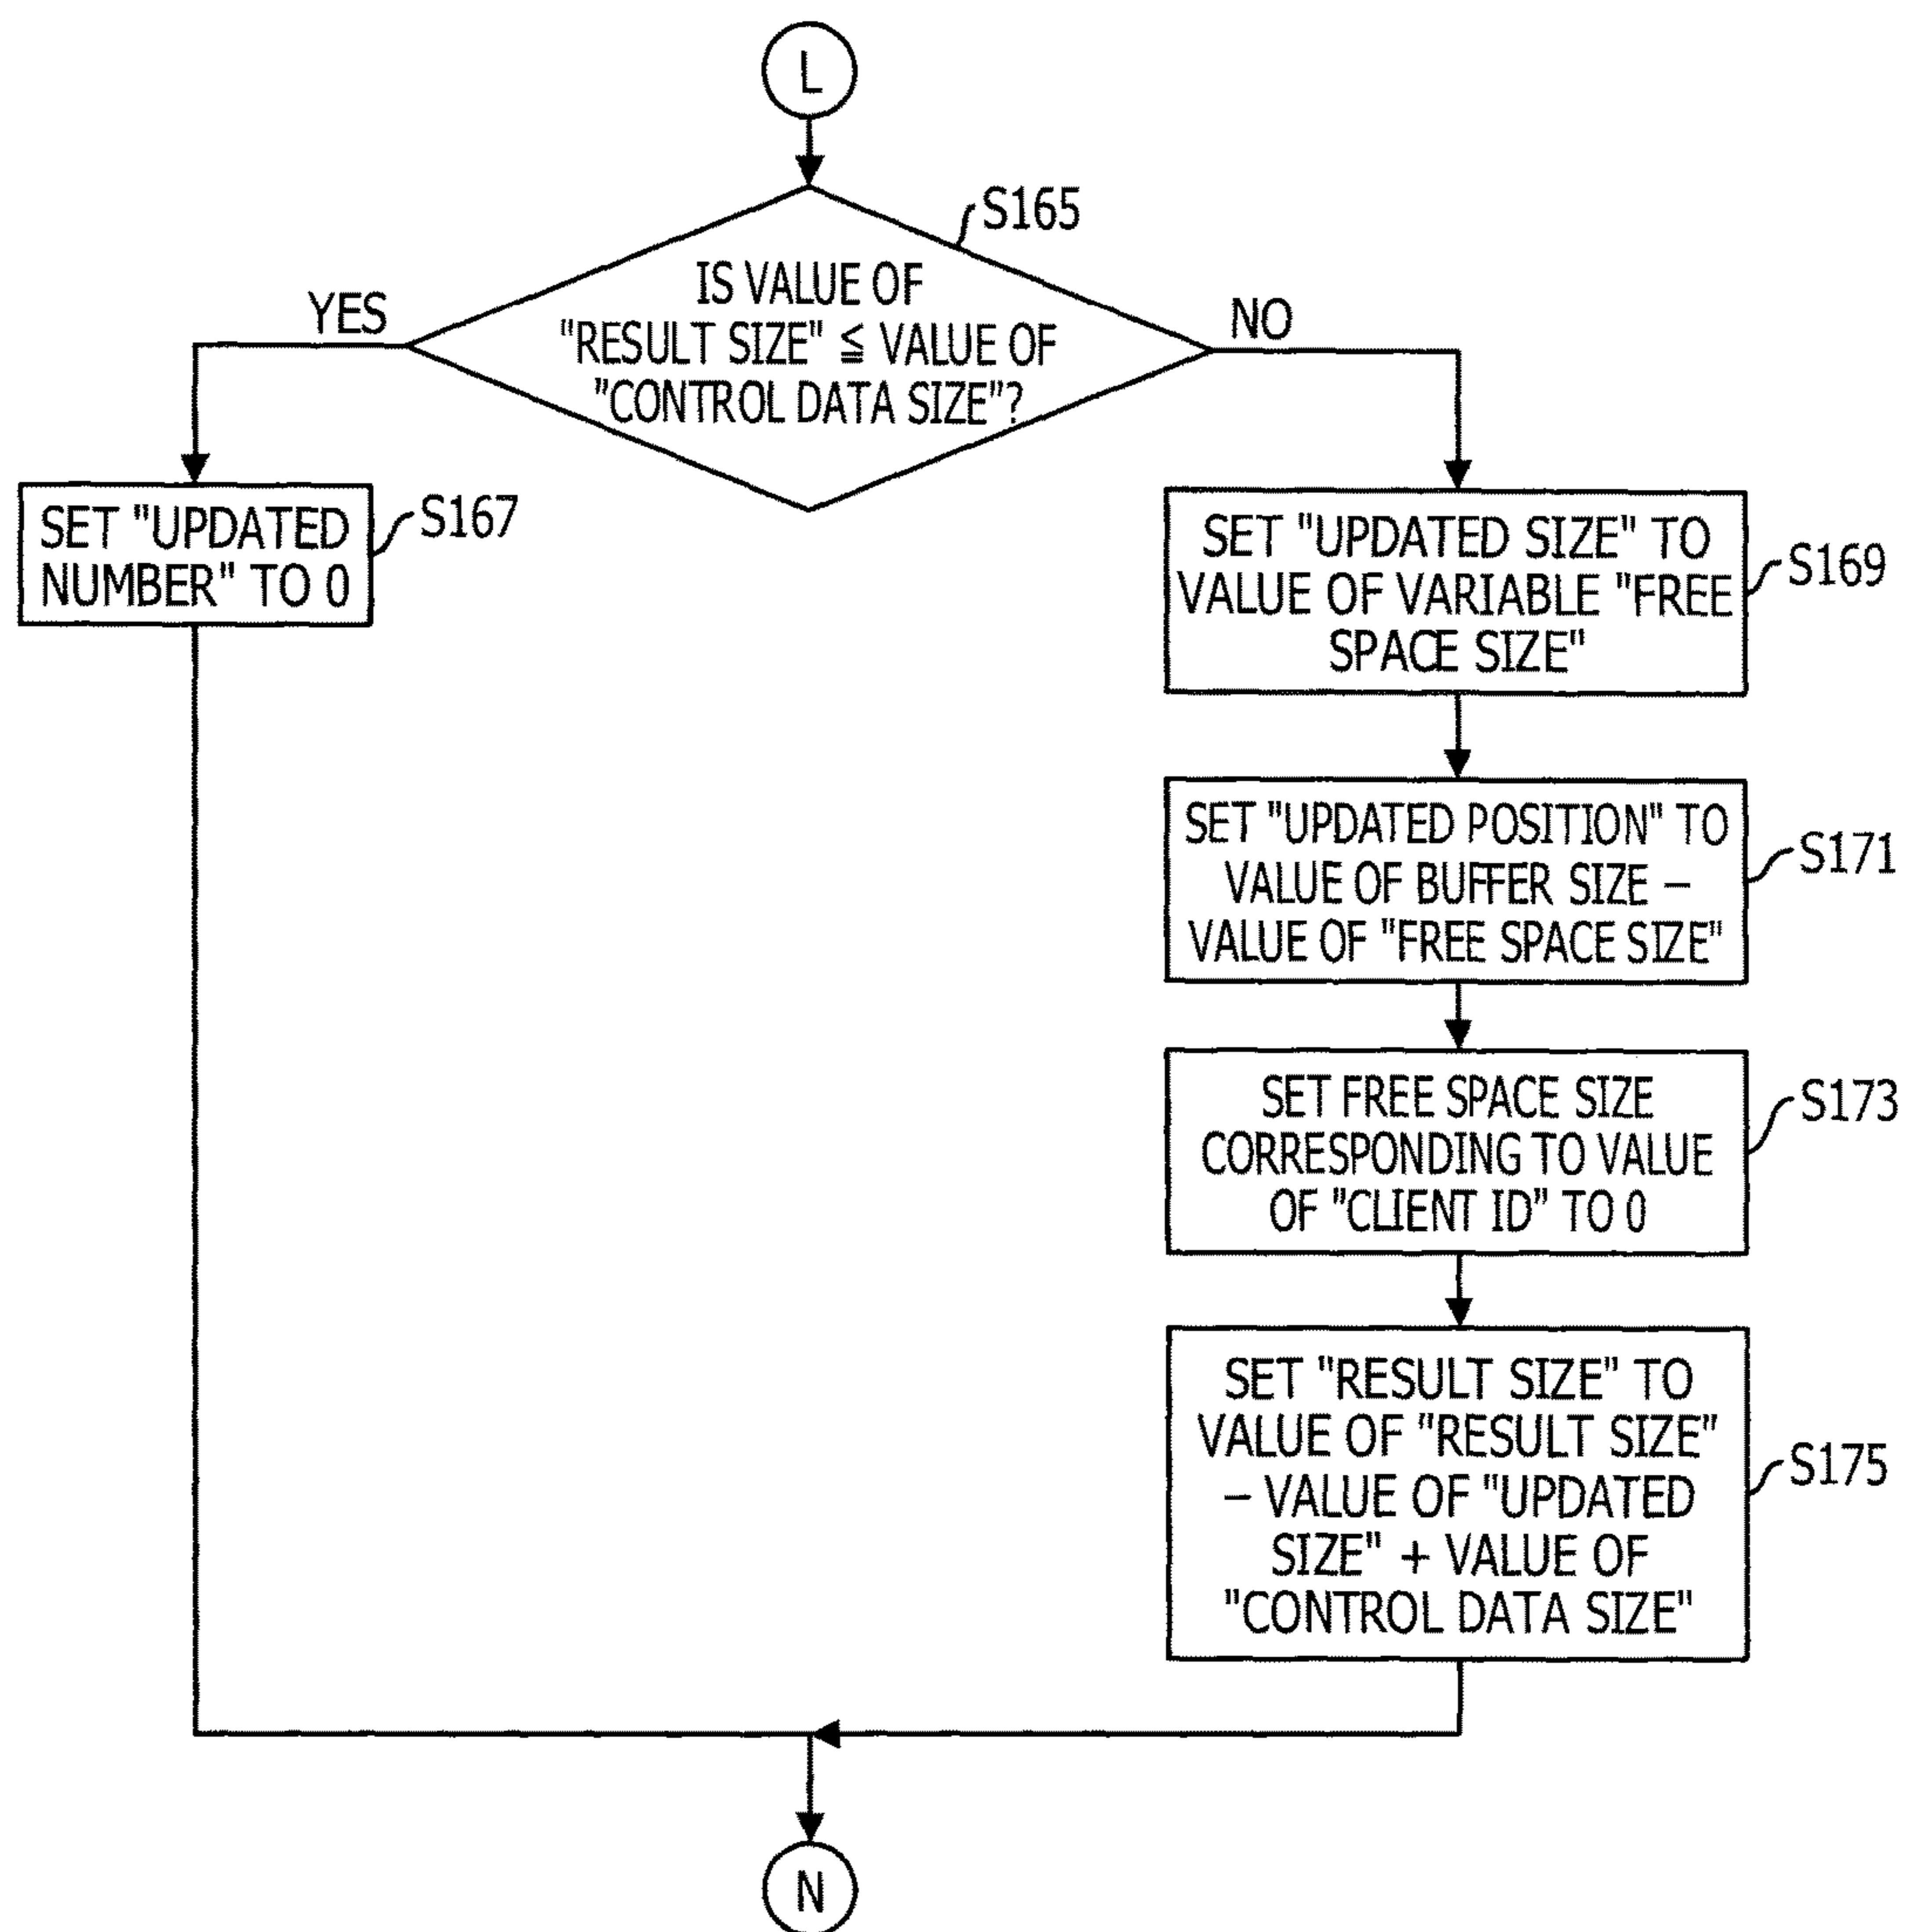 L
S165
IS VALUE OF
"RESULT SIZE" ≦ VALUE OF
"CONTROL DATA SIZE"?
YES
NO
SET "UPDATED
NUMBER" TO 0
S167
SET "UPDATED SIZE" TO
VALUE OF VARIABLE "FREE
SPACE SIZE"
S169
SET "UPDATED POSITION" TO
VALUE OF BUFFER SIZE −
VALUE OF "FREE SPACE SIZE"
S171
SET FREE SPACE SIZE
CORRESPONDING TO VALUE
OF "CLIENT ID" TO 0
S173
SET "RESULT SIZE" TO
VALUE OF "RESULT SIZE"
− VALUE OF "UPDATED
SIZE" + VALUE OF
"CONTROL DATA SIZE"
S175
N